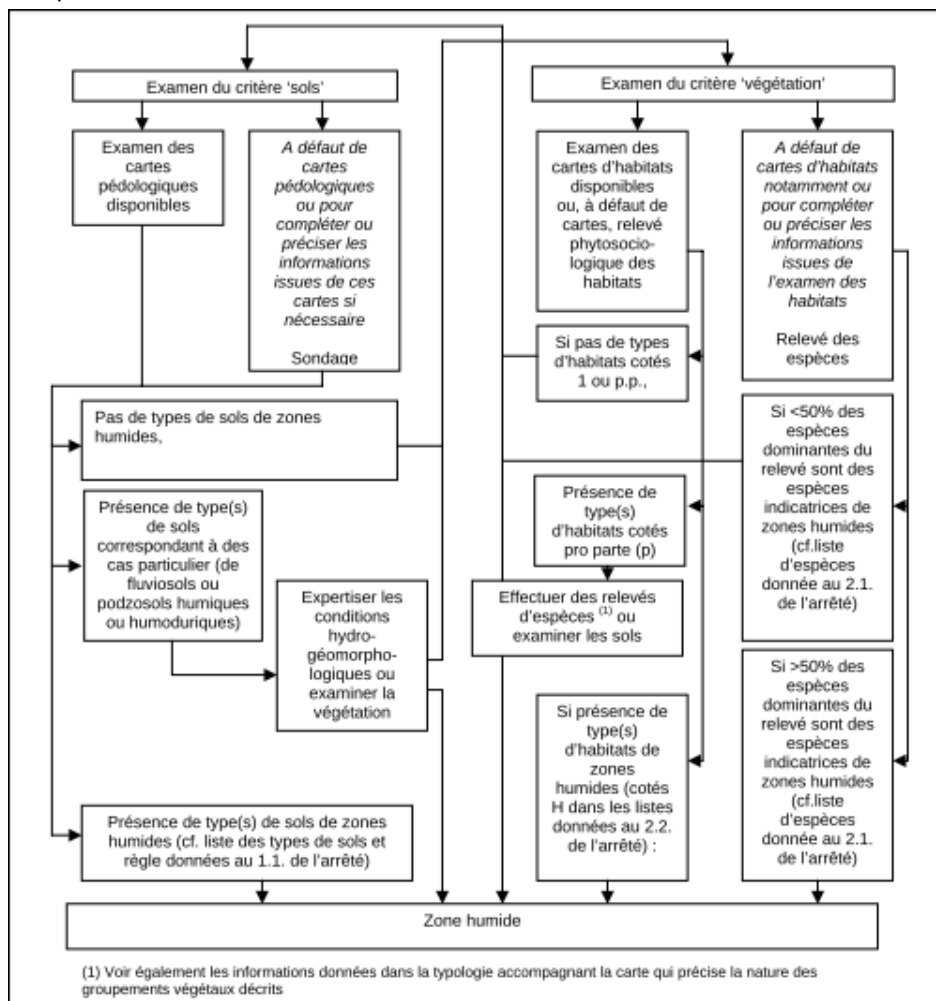 Examen du critère ‘sols’
Examen du critère ‘végétation’
Examen des
cartes
pédologiques
disponibles
A défaut de
cartes
pédologiques
ou pour
compléter ou
préciser les
informations
issues de ces
cartes si
nécessaire
Sondage
Examen des
cartes d’habitats
disponibles
ou, à défaut de
cartes, relevé
phytosocio-
logique des
habitats
A défaut de
cartes d’habitats
notamment ou
pour compléter
ou préciser les
informations
issues de
l’examen des
habitats
Relevé des
espèces
Si pas de types
d’habitats cotés
1 ou p.p.,
Pas de types de sols de zones
humides,
Si <50% des
espèces
dominantes du
relevé sont des
espèces
indicatrices de
zones humides
(cf.liste
d’espèces
donnée au 2.1.
de l’arrêté)
Présence de type(s)
de sols
correspondant à des
cas particulier (de
fluviosols ou
podzosols humiques
ou humoduriques)
Présence de
type(s)
d’habitats cotés
pro parte (p)
Expertiser les
conditions
hydro-
géomorpho-
logiques ou
examiner la
végétation
Effectuer des relevés
d’espèces (1) ou
examiner les sols
Si présence de
type(s)
d’habitats de
zones
humides (cotés
H dans les listes
données au 2.2.
de l’arrêté) :
Si >50% des
espèces
dominantes du
relevé sont des
espèces
indicatrices de
zones humides
(cf.liste
d’espèces
donnée au 2.1.
de l’arrêté)
Présence de type(s) de sols de zones
humides (cf. liste des types de sols et
règle données au 1.1. de l’arrêté)
Zone humide
(1) Voir également les informations données dans la typologie accompagnant la carte qui précise la nature des
groupements végétaux décrits